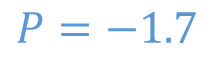 P = −1.7